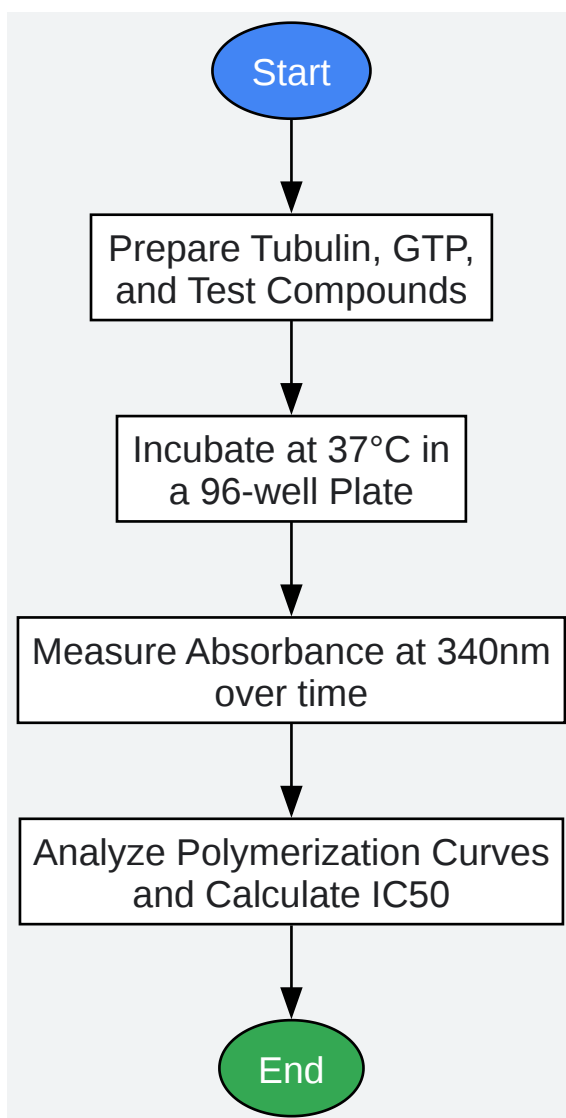 Start
Prepare Tubulin, GTP,
and Test Compounds
Incubate at 37°C in
a 96-well Plate
Measure Absorbance at 340nm
over time
Analyze Polymerization Curves
and Calculate IC50
End